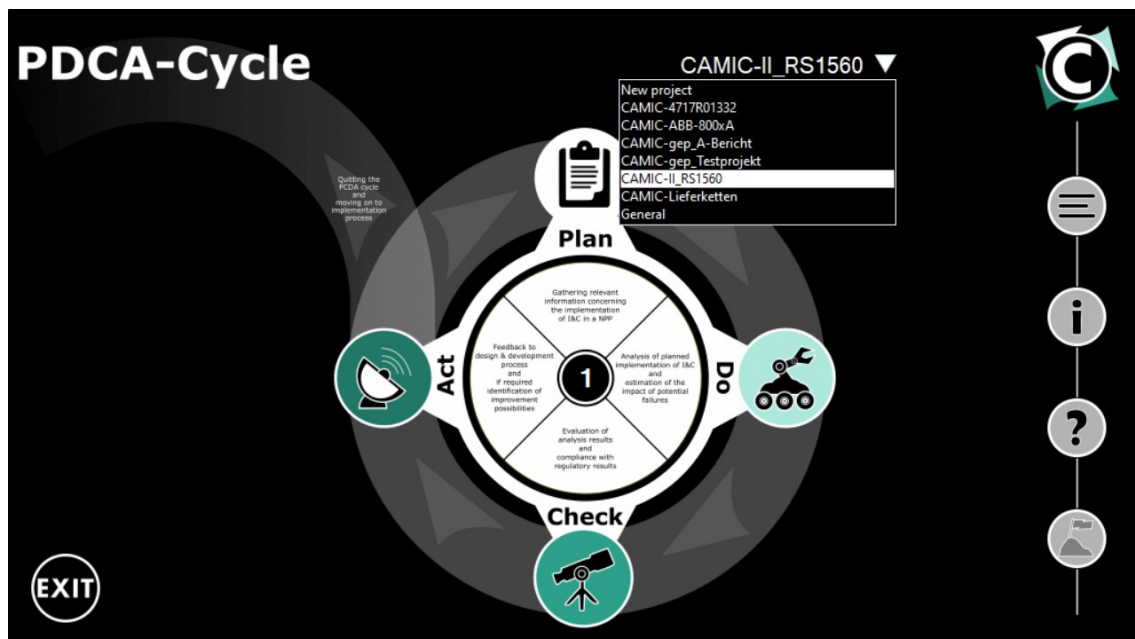 PDCA-Cycle
CAMIC-II_RS1560
C
New project
CAMIC-4717R01332
CAMIC-ABB-800xA
CAMIC-gep_A-Bericht
CAMIC-gep_Testprojekt
CAMIC-II_RS1560
CAMIC-Lieferketten
General
Quitting the
PCDA cycle
and
moving on to
implementation
process
Plan
Gathering relevant
information concerning
the implementation
of I&C in a NPP
Act
Feedback to
design & development
process
and
if required
identification of
improvement
possibilities
1
Analysis of planned
implementation of I&C
and
estimation of the
impact of potential
failures
Do
Evaluation of
analysis results
and
compliance with
regulatory results
Check
i
?
EXIT